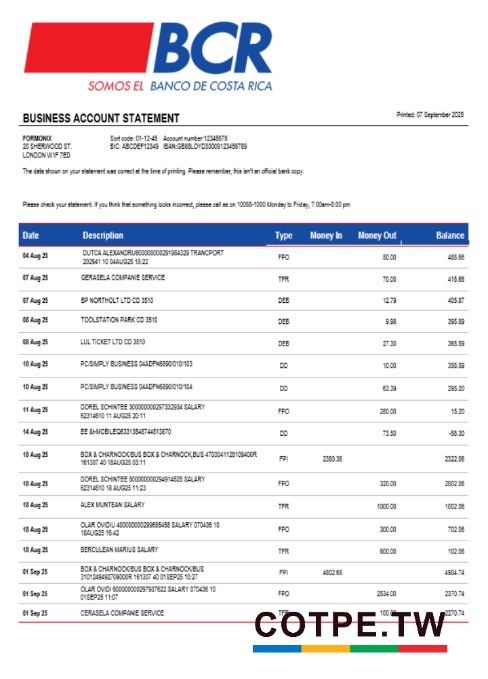 BCR
SOMOS EL BANCO DE COSTA RICA
BUSINESS ACCOUNT STATEMENT
Printed: 07 September 2025
FORMONIX
20 SHERWOOD ST.
LONDON W1F 7ED
Sort code: 01-12-45 Account number:12345678
BIC: ABCDEF12349 IBAN:GB88LOYD30009123456789
The data shown on your statement was correct at the time of printing. Please remember, this isn't an official bank copy.
Please check your statement. If you think that something looks incorrect, please call as on 10088-1000 Monday to Friday, 7:00am-8:00 pm
Date Description Type Money In Money Out Balance
04 Aug 25 DUTCA ALEXANDRU TRANCPORT FPO 50.00 488.66
202941 10 04AUG25 18:22
07 Aug 25 GERASELA COMPANIE SERVICE TFR 70.00 418.66
07 Aug 25 BP NORTHOLT LTD CD 3510 DEB 12.79 405.87
08 Aug 25 TOOLSTATION PARK CD 3510 DEB 9.98 395.89
08 Aug 25 LUL TICKET LTD CD 3510 DEB 27.30 368.59
10 Aug 25 PC/SIMPLY BUSINESS 04ADFN6890/010/103 DD 10.00 358.59
10 Aug 25 PC/SIMPLY BUSINESS 04ADFN6890/010/104 DD 63.39 295.20
11 Aug 25 DOREL SCHINTEE SALARY FPO 280.00 15.20
62314610 11 AUG25 20:11
14 Aug 25 DD 73.50 -58.30
18 Aug 25 BOX & CHARNOCK/BUS BOX & CHARNOCK,BUS FPI 2380.36 2322.06
161307 40 18AUG25 03:11
18 Aug 25 DOREL SCHINTEE SALARY FPO 320.00 2002.06
62314610 18 AUG25 11:23
18 Aug 25 ALEX MUNTEAN SALARY TFR 1000.00 1002.06
18 Aug 25 OLAR OVIDIU SALARY 070436 10 FPO 300.00 702.06
18AUG25 16:42
18 Aug 25 BERCULEAN MARIUS SALARY TFR 600.00 102.06
01 Sep 25 BOX & CHARNOCK/BUS BOX & CHARNOCK/BUS FPI 4802.68 4904.74
161307 40 01SEP25 10:27
01 Sep 25 OLAR OVIDI SALARY 070436 10 FPO 2534.00 2370.74
01SEP25 11:07
01 Sep 25 CERASELA COMPANIE SERVICE TFR 100.00 2270.74
COTPE.TW